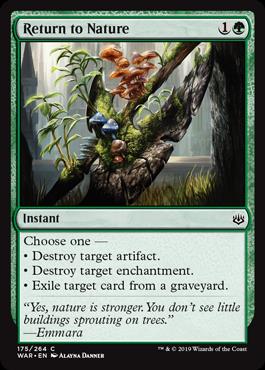 Return to Nature 1
Instant
Choose one —
• Destroy target artifact.
• Destroy target enchantment.
• Exile target card from a graveyard.
“Yes, nature is stronger. You don’t see little
buildings sprouting on trees.”
—Emmara
175/264 C
WAR • EN ALAYNA DANNER ™ & © 2019 Wizards of the Coast